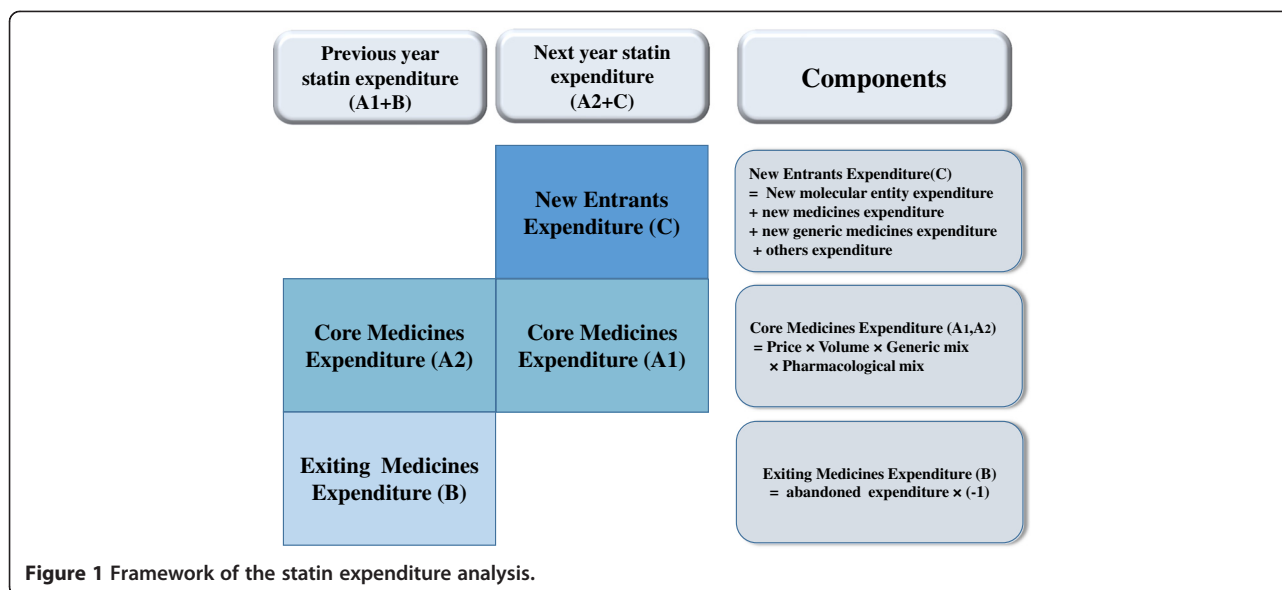 Previous year
statin expenditure
(A1+B)
Next year statin
expenditure
(A2+C)
Components
New Entrants
Expenditure (C)
New Entrants Expenditure(C)
= New molecular entity expenditure
+ new medicines expenditure
+ new generic medicines expenditure
+ others expenditure
Core Medicines
Expenditure (A2)
Core Medicines
Expenditure (A1)
Core Medicines Expenditure (A1,A2)
= Price × Volume × Generic mix
× Pharmacological mix
Exiting Medicines
Expenditure (B)
Exiting Medicines Expenditure (B)
= abandoned expenditure × (-1)
Figure 1 Framework of the statin expenditure analysis.